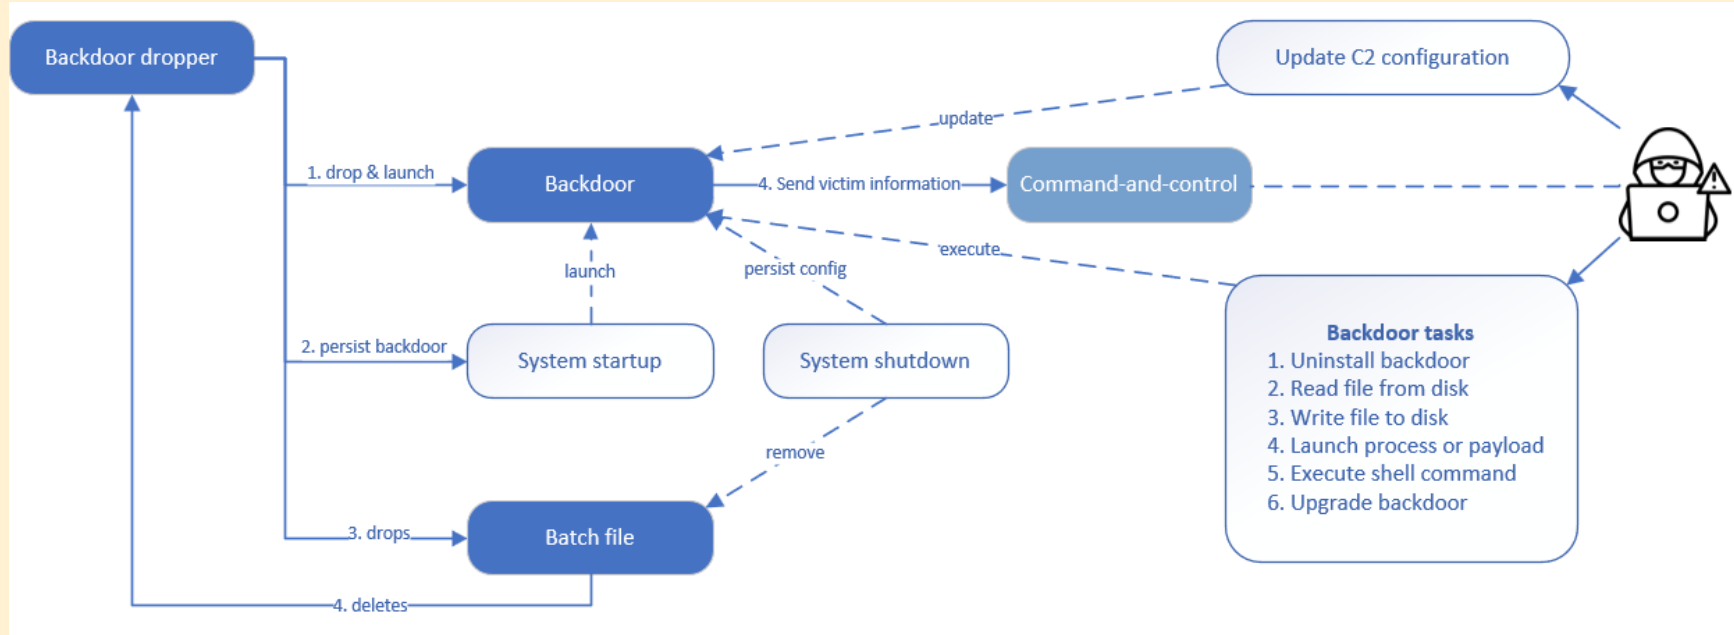 Backdoor dropper
Update C2 configuration
update
1. drop & launch
Backdoor
4. Send victim information
Command-and-control
execute
launch
persist config
2. persist backdoor
System startup
System shutdown
Backdoor tasks
1. Uninstall backdoor
2. Read file from disk
3. Write file to disk
4. Launch process or payload
5. Execute shell command
6. Upgrade backdoor
remove
3. drops
Batch file
4. deletes